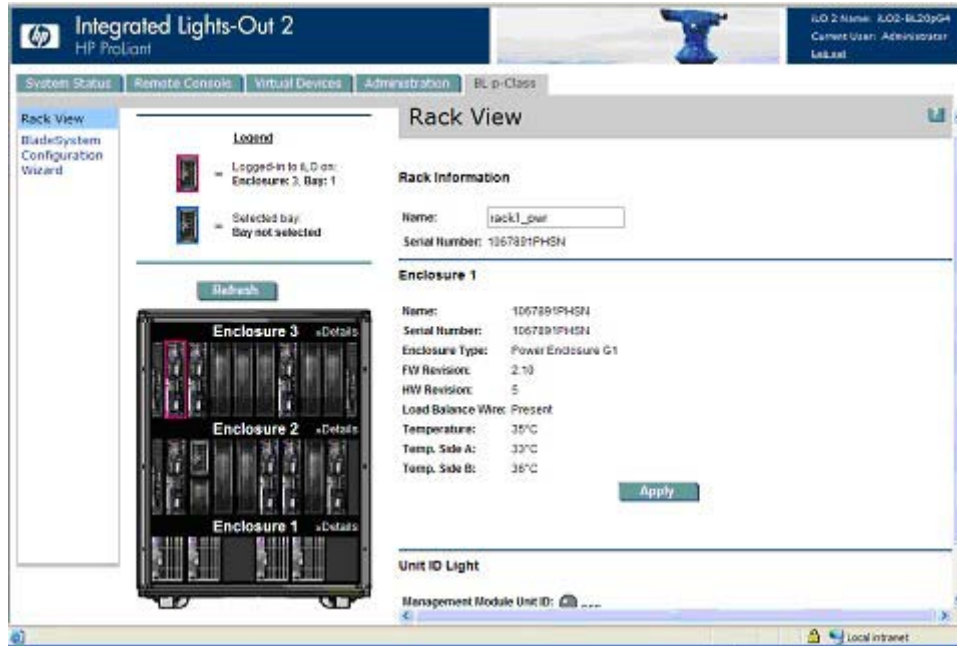 hp
Integrated Lights-Out 2
HP ProLiant
iLO 2 Name: ILO2-BL20pG4
Current User: Administrator
System Status
Remote Console
Virtual Devices
Administration
BL p-Class
Rack View
BladeSystem
Configuration
Wizard
Legend
= Logged-in to iLO on:
Enclosure: 3, Bay: 1
= Selected bay:
Bay not selected
Refresh
Enclosure 3 »Details
Enclosure 2 »Details
Enclosure 1 »Details
Rack View
Rack Information
Name: rack1_pwr
Serial Number: 1067891PHSN
Enclosure 1
Name: 1067891PHSN
Serial Number: 1067891PHSN
Enclosure Type: Power Enclosure G1
FW Revision: 2.10
HW Revision: 5
Load Balance Wire: Present
Temperature: 35°C
Temp. Side A: 33°C
Temp. Side B: 36°C
Apply
Unit ID Light
Management Module Unit ID:
Local intranet